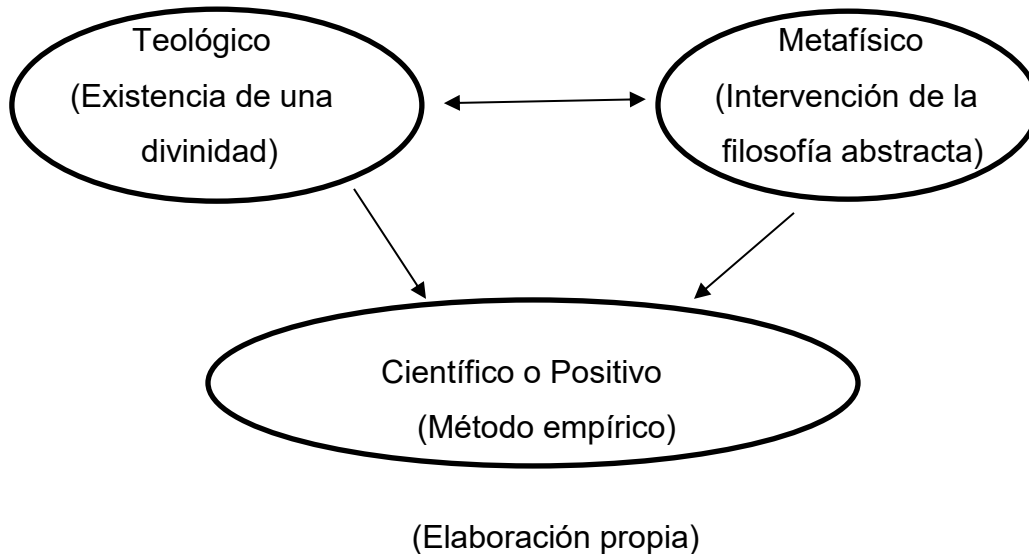 Teológico
(Existencia de una
divinidad)
Metafísico
(Intervención de la
filosofía abstracta)
Científico o Positivo
(Método empírico)
(Elaboración propia)